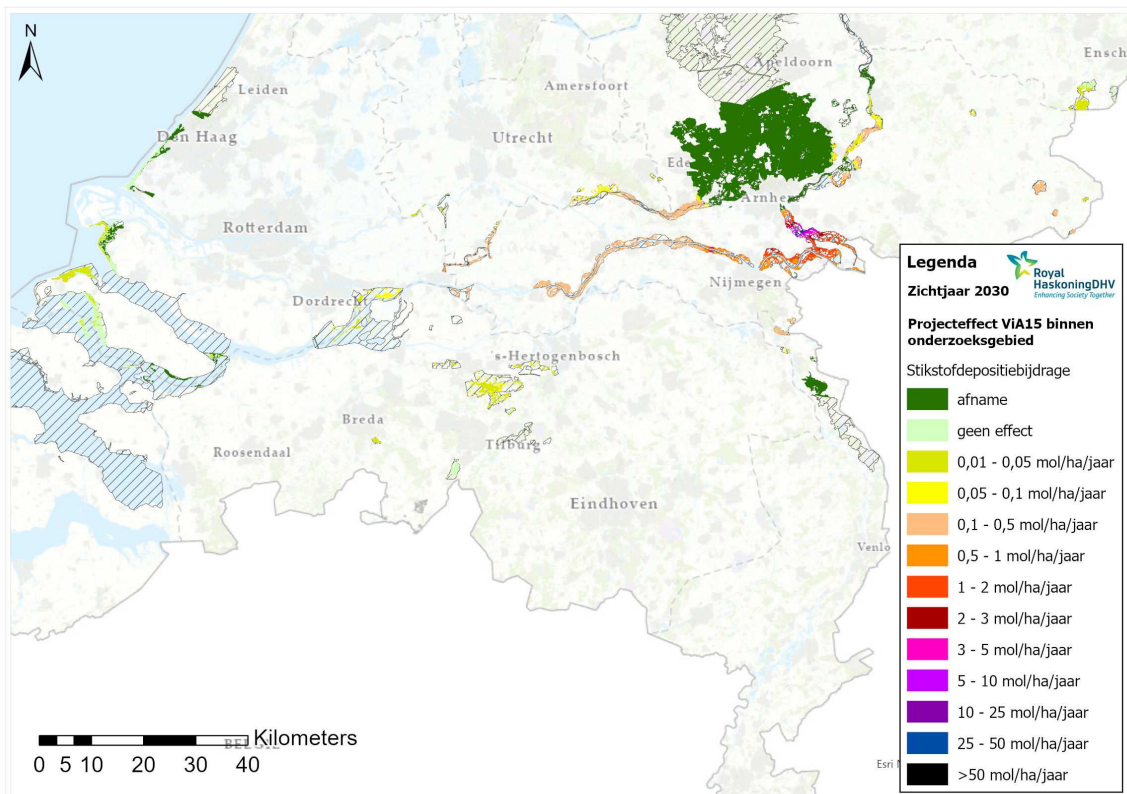 N
Leiden
Den Haag
Amersfoort
Apeldoorn
Ensch
Utrecht
Ede
Arnhem
Rotterdam
Nijmegen
Dordrecht
's-Hertogenbosch
Breda
Tilburg
Roosendaal
Eindhoven
Venlo
BELGIË
Kilometers
0 5 10 20 30 40
Esri N
Legenda
Zichtjaar 2030
Royal
HaskoningDHV
Enhancing Society Together
Projecteffect ViA15 binnen
onderzoeksgebied
Stikstofdepositiebijdrage
afname
geen effect
0,01 - 0,05 mol/ha/jaar
0,05 - 0,1 mol/ha/jaar
0,1 - 0,5 mol/ha/jaar
0,5 - 1 mol/ha/jaar
1 - 2 mol/ha/jaar
2 - 3 mol/ha/jaar
3 - 5 mol/ha/jaar
5 - 10 mol/ha/jaar
10 - 25 mol/ha/jaar
25 - 50 mol/ha/jaar
>50 mol/ha/jaar